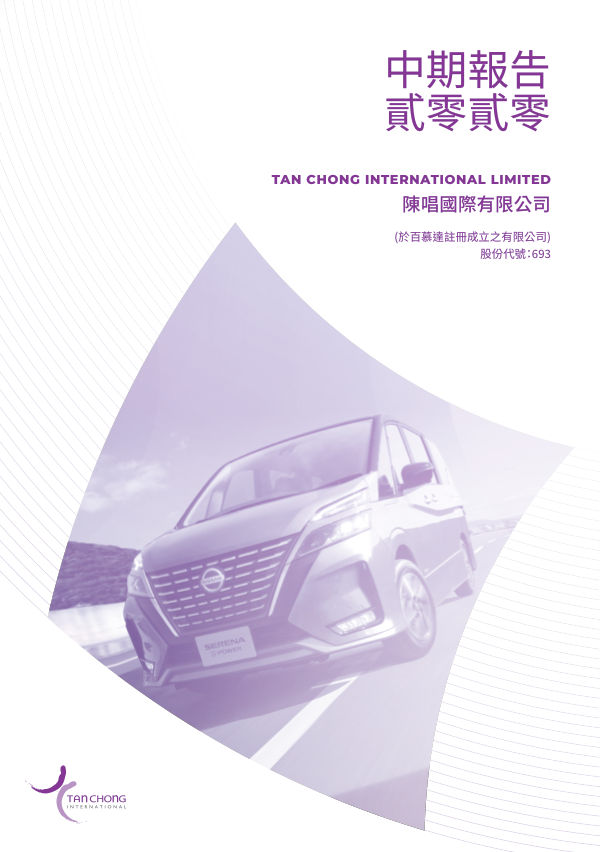 中期報告
貳零貳零
TAN CHONG INTERNATIONAL LIMITED
陳唱國際有限公司
(於百慕達註冊成立之有限公司)
股份代號：693
NISSAN
SERENA
e-POWER
TAN CHONG
INTERNATIONAL